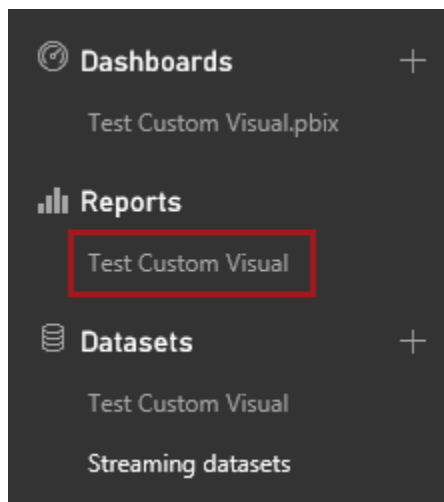 Dashboards
Test Custom Visual.pbix
Reports
Test Custom Visual
Datasets
Test Custom Visual
Streaming datasets